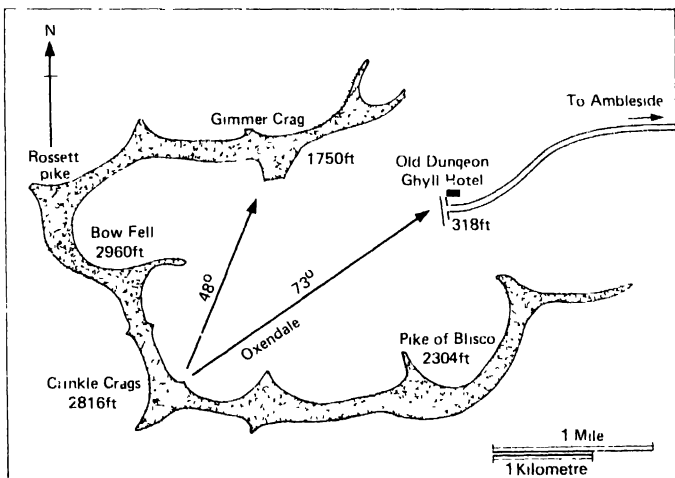 N
Gimmer Crag
To Ambleside
Rossett
pike
1750ft
Old Dungeon
Ghyll Hotel
318ft
Bow Fell
2960ft
48°
73°
Oxendale
Pike of Blisco
2304ft
Crinkle Crags
2816ft
1 Mile
1 Kilometre